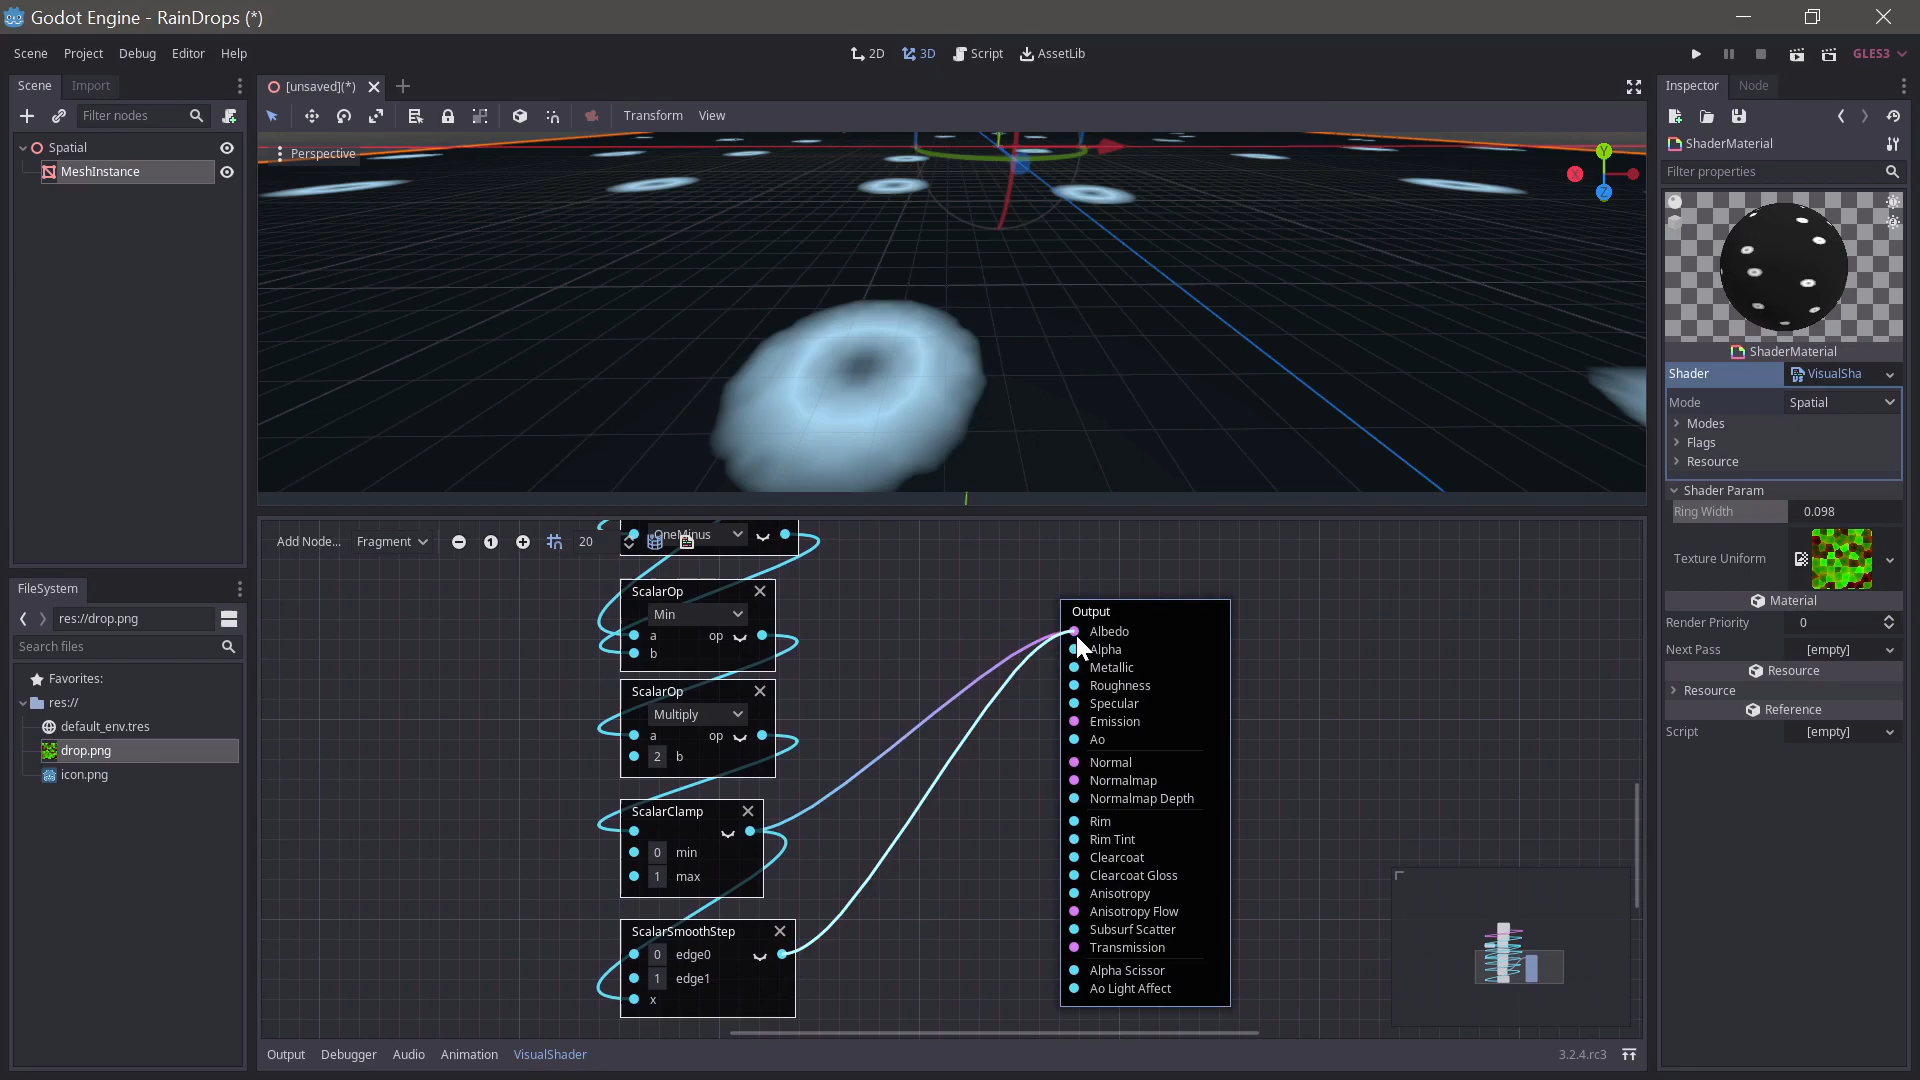 Godot Engine - RainDrops (*)
Scene Project Debug Editor Help
2D 3D Script AssetLib
GLES3
Scene Import
Filter nodes
Spatial
MeshInstance
[unsaved](*)
Transform View
Perspective
Y
X
Z
FileSystem
res://drop.png
Search files
Favorites:
res://
default_env.tres
drop.png
icon.png
Add Node... Fragment 1 20
OneMinus
ScalarOp
Min
a op
b
ScalarOp
Multiply
a op
2 b
ScalarClamp
0 min
1 max
ScalarSmoothStep
0 edge0
1 edge1
x
Output
Albedo
Alpha
Metallic
Roughness
Specular
Emission
Ao
Normal
Normalmap
Normalmap Depth
Rim
Rim Tint
Clearcoat
Clearcoat Gloss
Anisotropy
Anisotropy Flow
Subsurf Scatter
Transmission
Alpha Scissor
Ao Light Affect
Output Debugger Audio Animation VisualShader
3.2.4.rc3
Inspector Node
ShaderMaterial
Filter properties
ShaderMaterial
Shader VisualSha
Mode Spatial
Modes
Flags
Resource
Shader Param
Ring Width 0.098
Texture Uniform
Material
Render Priority 0
Next Pass [empty]
Resource
Resource
Reference
Script [empty]